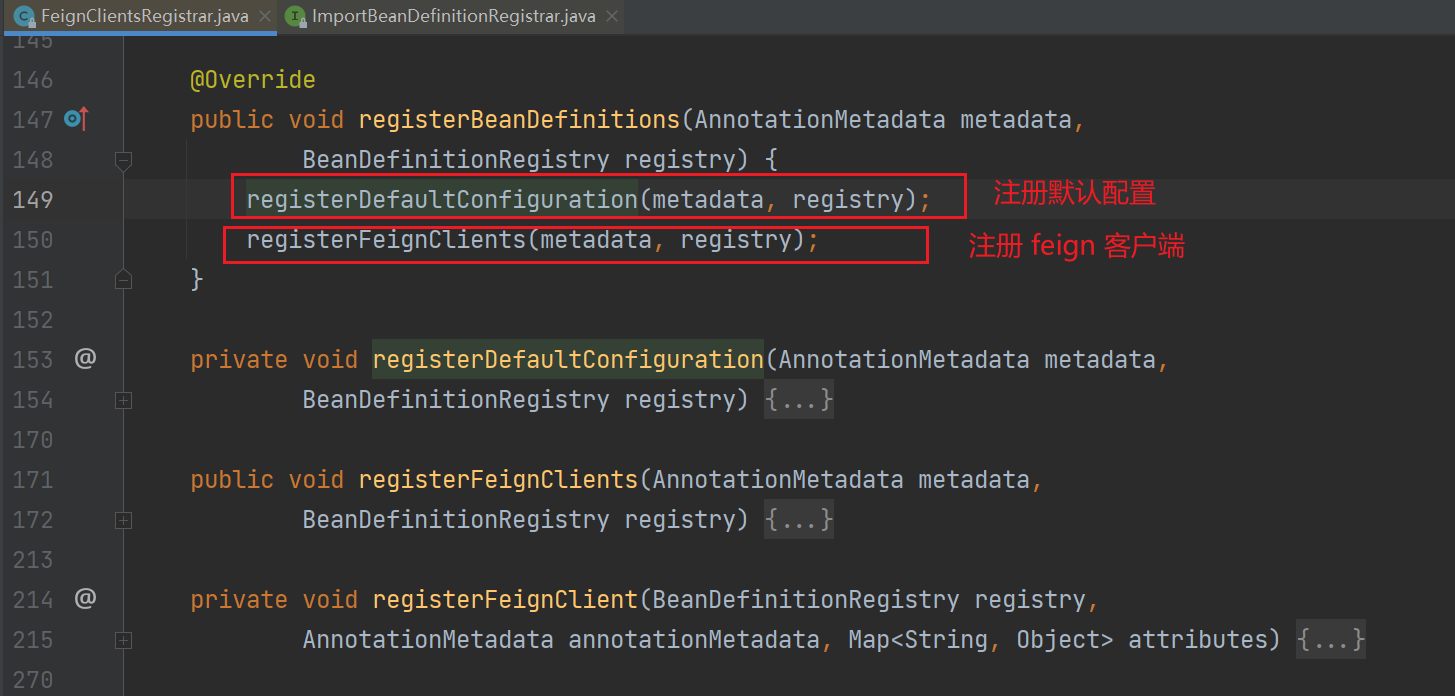 FeignClientsRegistrar.java ImportBeanDefinitionRegistrar.java
145
146 @Override
147 public void registerBeanDefinitions(AnnotationMetadata metadata,
148 BeanDefinitionRegistry registry) {
149 registerDefaultConfiguration(metadata, registry); 注册默认配置
150 registerFeignClients(metadata, registry); 注册 feign 客户端
151 }
152
153 @ private void registerDefaultConfiguration(AnnotationMetadata metadata,
154 BeanDefinitionRegistry registry) {...}
170
171 public void registerFeignClients(AnnotationMetadata metadata,
172 BeanDefinitionRegistry registry) {...}
213
214 @ private void registerFeignClient(BeanDefinitionRegistry registry,
215 AnnotationMetadata annotationMetadata, Map<String, Object> attributes) {...}
270